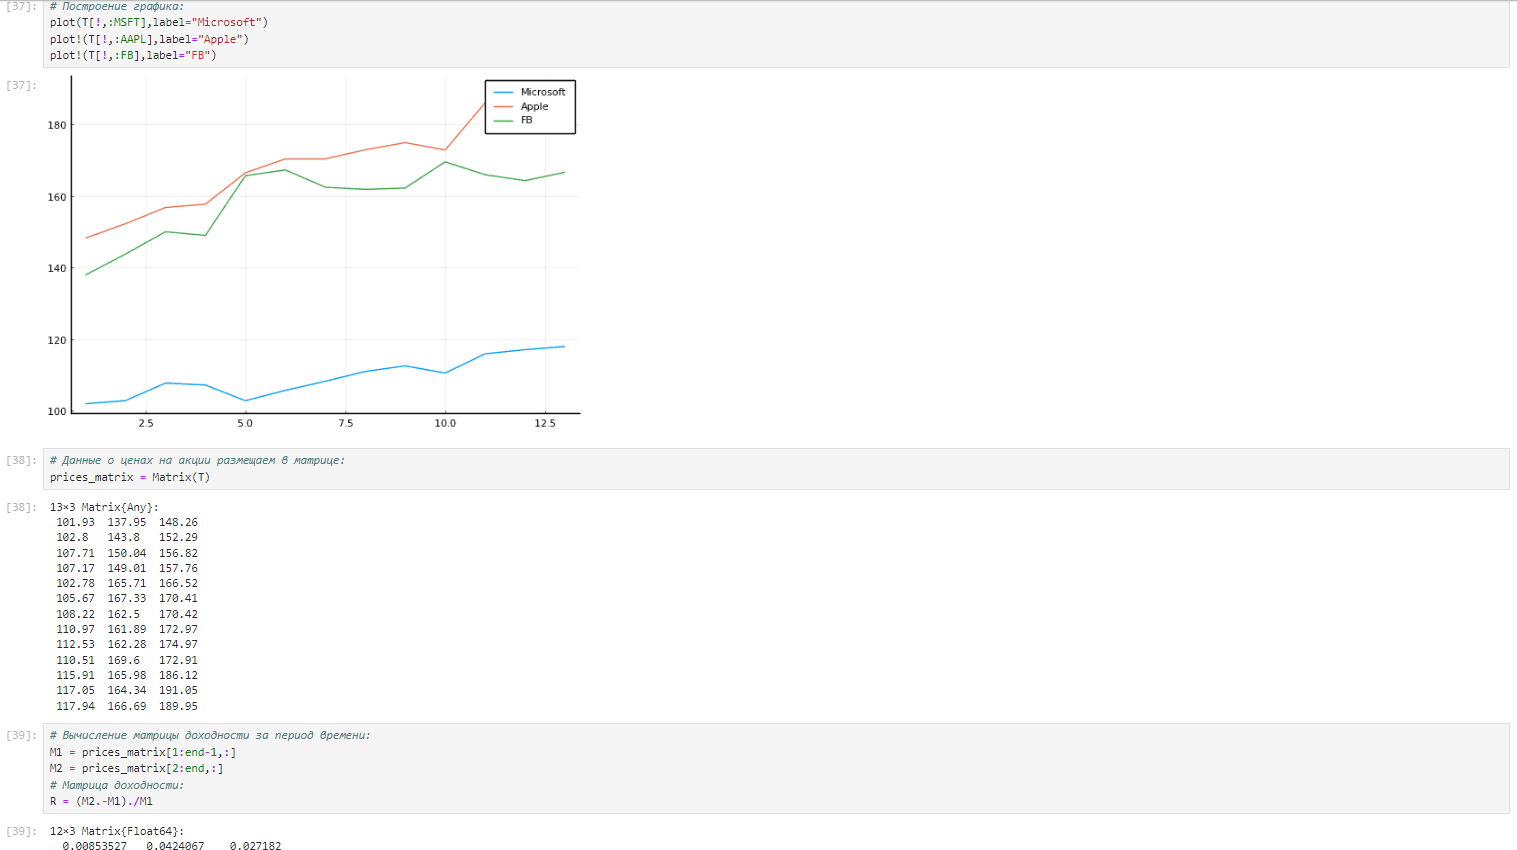 [37]:
# Построение графика:
plot(T[!,:MSFT],label="Microsoft")
plot!(T[!,:AAPL],label="Apple")
plot!(T[!,:FB],label="FB")
[37]:
Microsoft
Apple
FB
180
160
140
120
100
2.5 5.0 7.5 10.0 12.5
[38]:
# Данные о ценах на акции размещаем в матрице:
prices_matrix = Matrix(T)
[38]:
13×3 Matrix{Any}:
101.93 137.95 148.26
102.8 143.8 152.29
107.71 150.04 156.82
107.17 149.01 157.76
102.78 165.71 166.52
105.67 167.33 170.41
108.22 162.5 170.42
110.97 161.89 172.97
112.53 162.28 174.97
110.51 169.6 172.91
115.91 165.98 186.12
117.05 164.34 191.05
117.94 166.69 189.95
[39]:
# Вычисление матрицы доходности за период времени:
M1 = prices_matrix[1:end-1,:]
M2 = prices_matrix[2:end,:]
# Матрица доходности:
R = (M2.-M1)./M1
[39]:
12×3 Matrix{Float64}:
0.00853527 0.0424067 0.027182